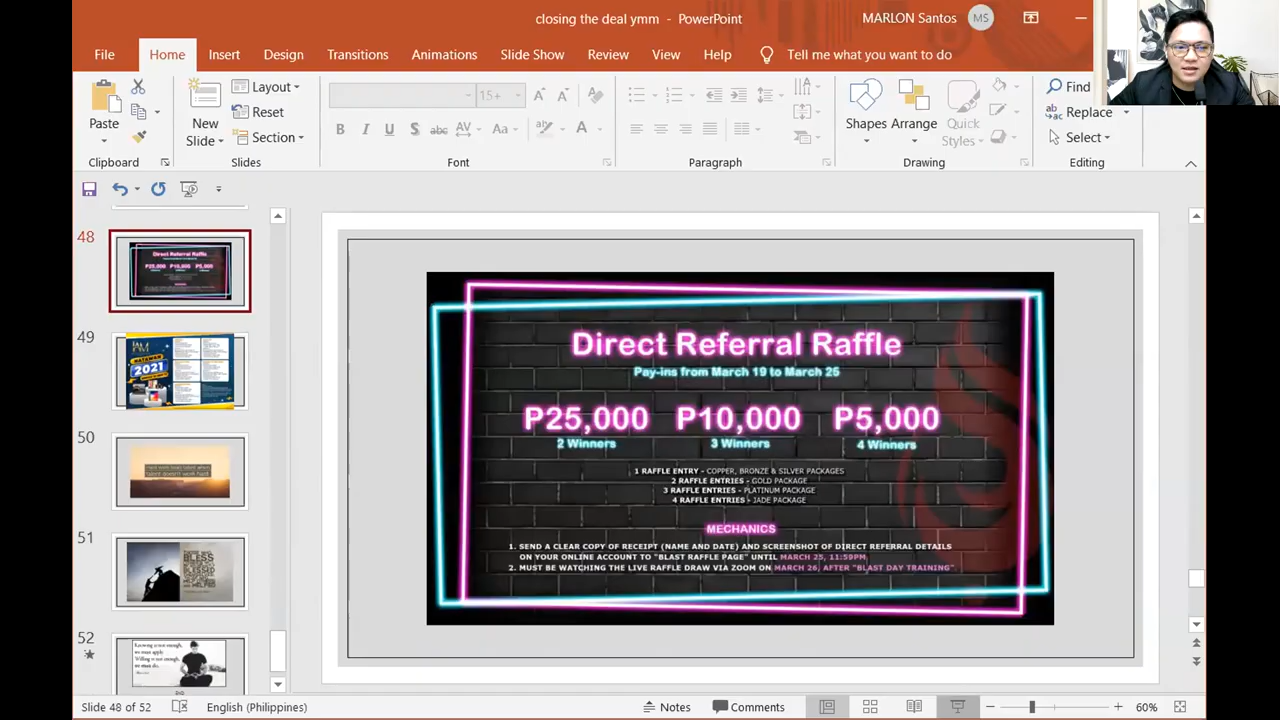 closing the deal ymm - PowerPoint
MARLON Santos
MS
File
Home
Insert
Design
Transitions
Animations
Slide Show
Review
View
Help
Tell me what you want to do
Paste
Clipboard
New
Slide
Layout
Reset
Section
Slides
15+
Font
Paragraph
Shapes
Arrange
Quick
Styles
Drawing
Find
Replace
Select
Editing
48
49
50
51
52
2021
Direct Referral Raffle
Pay-ins from March 19 to March 25
P25,000 P10,000 P5,000
2 Winners 3 Winners 4 Winners
1 RAFFLE ENTRY - COPPER, BRONZE & SILVER PACKAGES
2 RAFFLE ENTRIES - GOLD PACKAGE
3 RAFFLE ENTRIES - PLATINUM PACKAGE
4 RAFFLE ENTRIES - JADE PACKAGE
MECHANICS
1. SEND A CLEAR COPY OF RECEIPT (NAME AND DATE) AND SCREENSHOT OF DIRECT REFERRAL DETAILS
ON YOUR ONLINE ACCOUNT TO "BLAST RAFFLE PAGE" UNTIL MARCH 25, 11:59PM.
2. MUST BE WATCHING THE LIVE RAFFLE DRAW VIA ZOOM ON MARCH 26, AFTER "BLAST DAY TRAINING".
Slide 48 of 52
English (Philippines)
Notes
Comments
60%